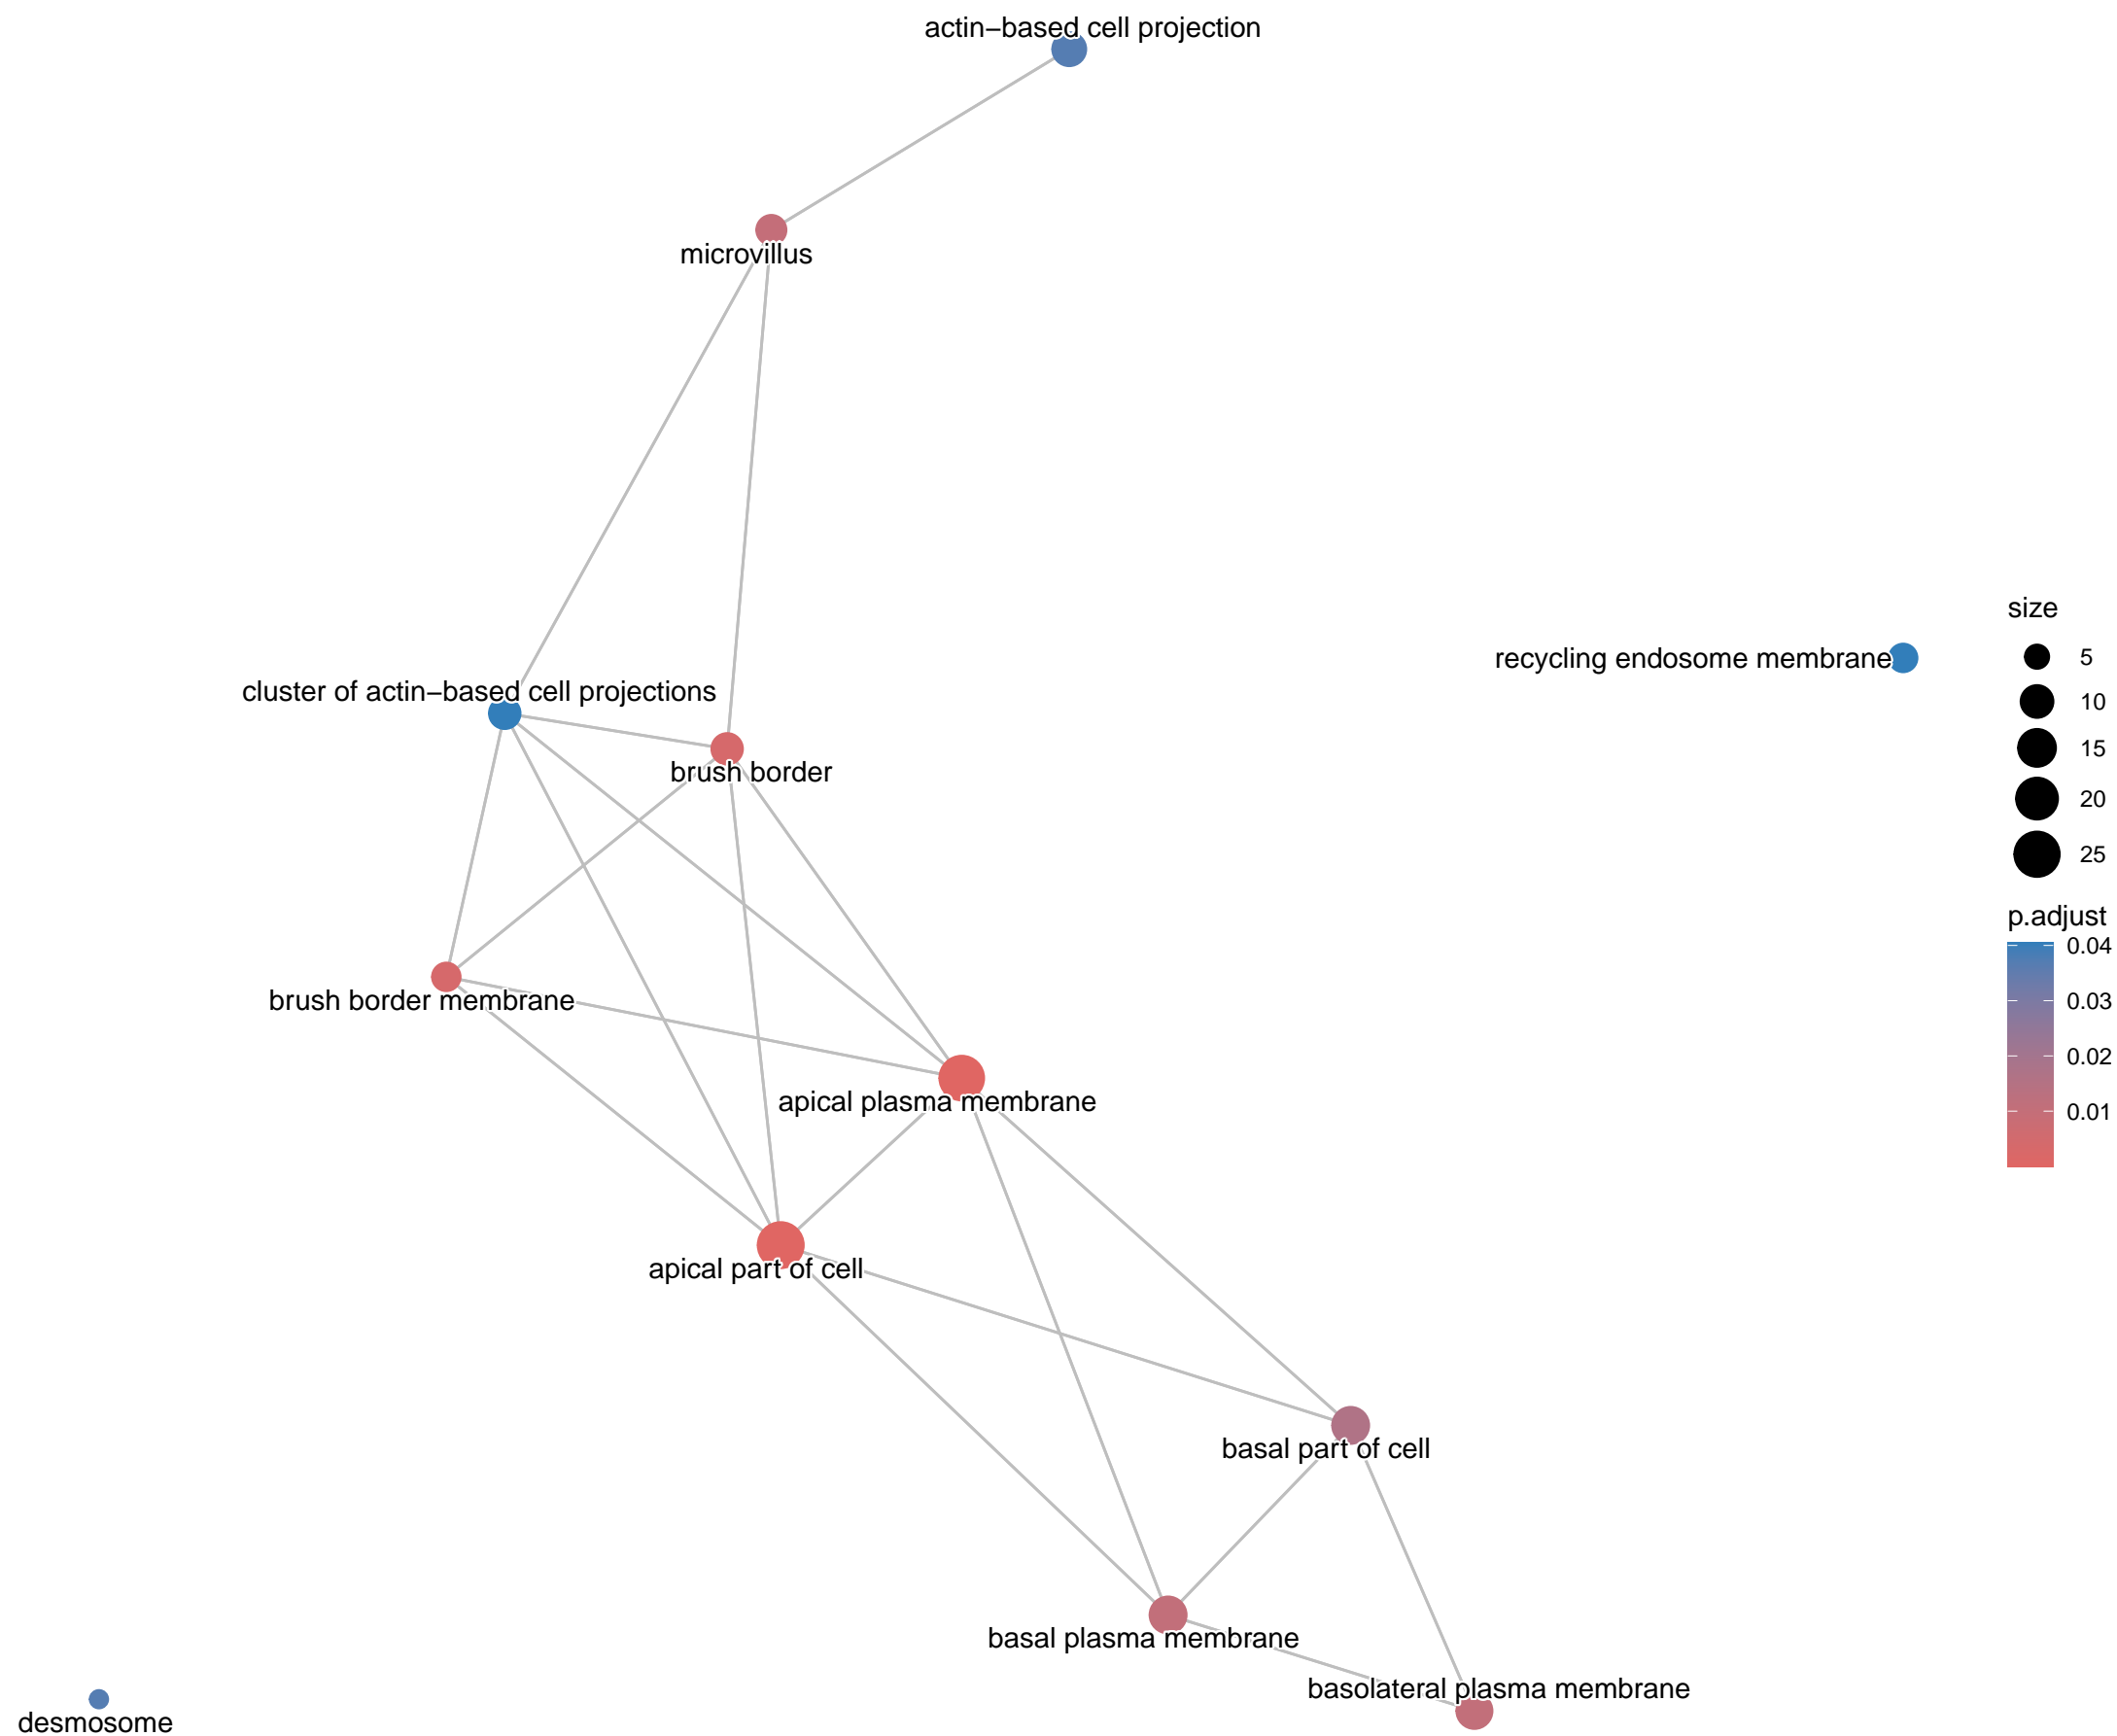 actin−based cell projection
microvillus
size
5
recycling endosome membrane
cluster of actin−based cell projections
10
15
brush border
20
25
p.adjust
0.04
brush border membrane
0.03
0.02
apical plasma membrane
0.01
apical part of cell
basal part of cell
basal plasma membrane
basolateral plasma membrane
desmosome